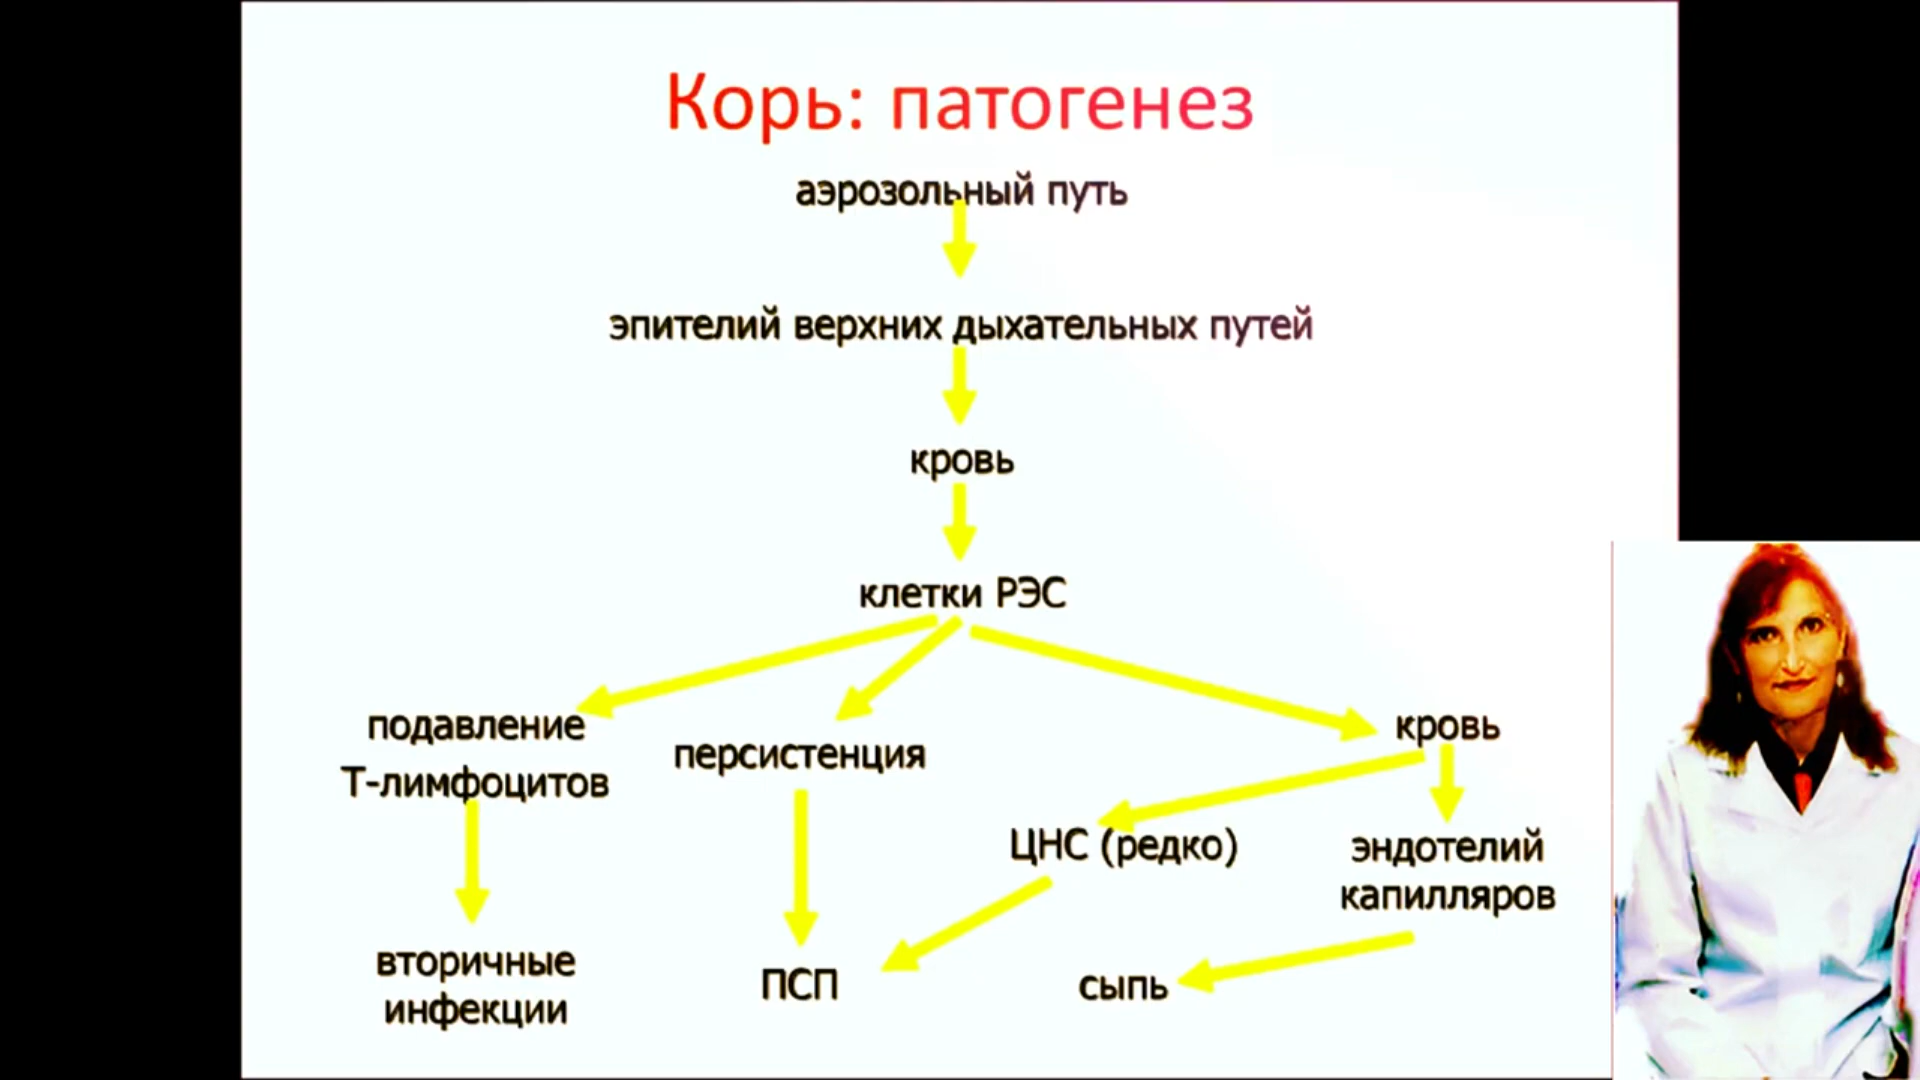 Корь: патогенез
аэрозольный путь
эпителий верхних дыхательных путей
кровь
клетки РЭС
подавление
Т-лимфоцитов
персистенция
кровь
ЦНС (редко)
эндотелий
капилляров
вторичные
инфекции
ПСП
сыпь